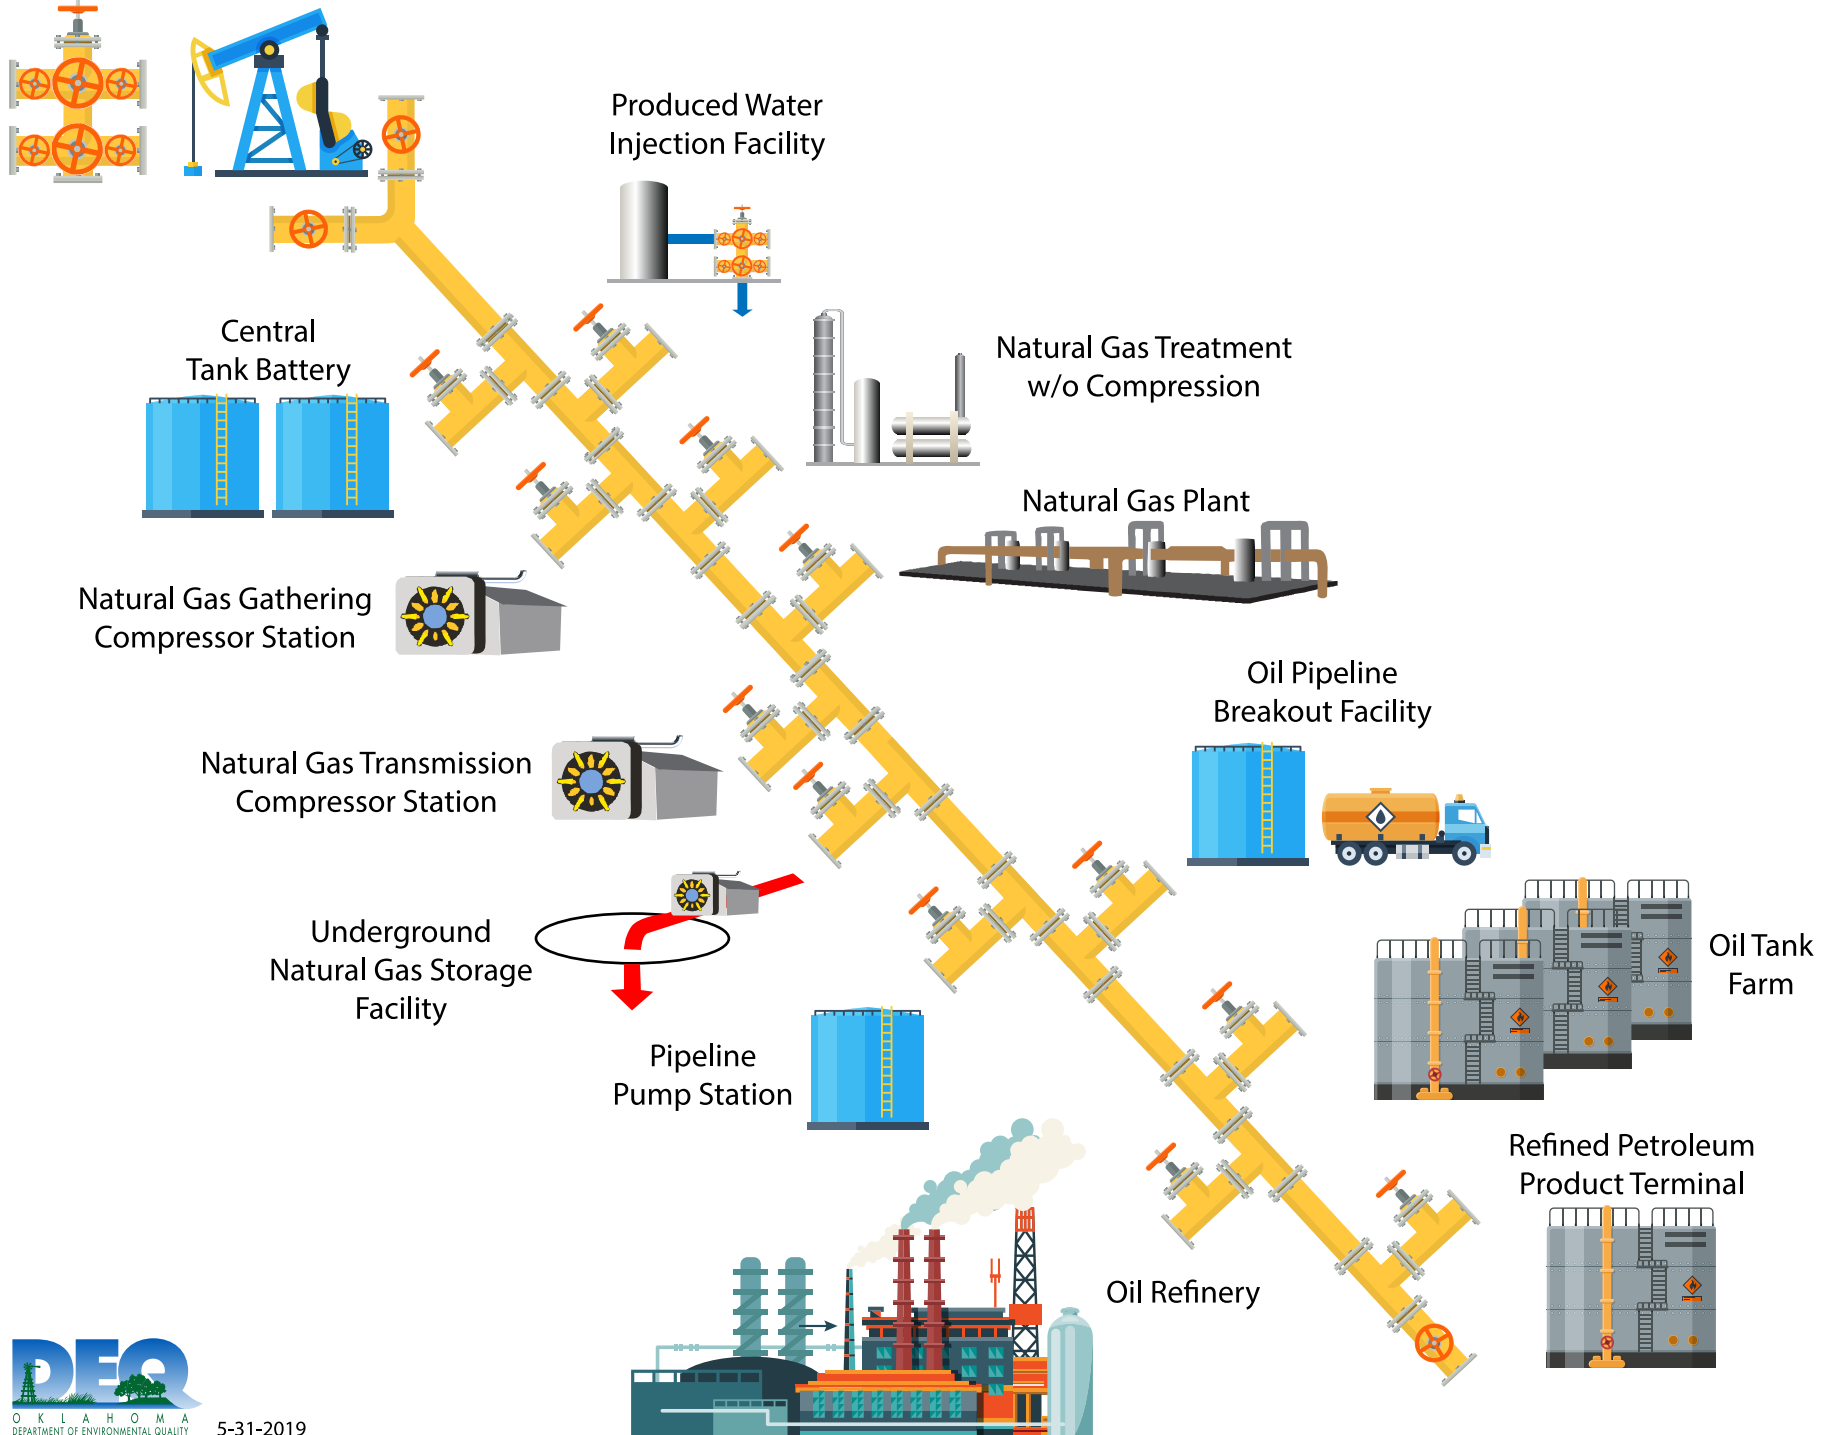 Produced Water
Injection Facility
Central
Tank Battery
Natural Gas Treatment
w/o Compression
Natural Gas Plant
Natural Gas Gathering
Compressor Station
Oil Pipeline
Breakout Facility
Natural Gas Transmission
Compressor Station
Underground
Natural Gas Storage
Facility
Oil Tank
Farm
Pipeline
Pump Station
Refined Petroleum
Product Terminal
Oil Refinery
DEQ
OKLAHOMA
DEPARTMENT OF ENVIRONMENTAL QUALITY
5-31-2019